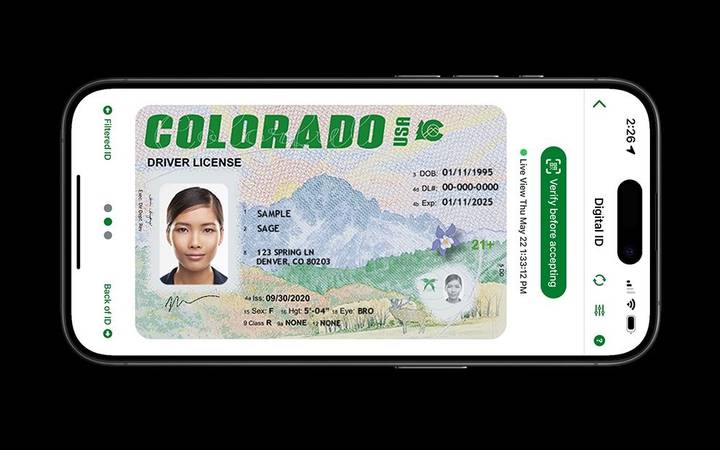 COLORADO USA
DRIVER LICENSE
3 DOB: 01/11/1995
4d DL#: 00-000-0000
4b Exp: 01/11/2025
1 SAMPLE
2 SAGE
8 123 SPRING LN
DENVER, CO 80203
21+
4a Iss: 09/30/2020
15 Sex: F 16 Hgt: 5'-04" 18 Eye: BRO
9 Class R 9a NONE 12 NONE
2:26
Digital ID
?
Verify before accepting
Live View Thu May 22 1:33:12 PM
Filtered ID
Back of ID